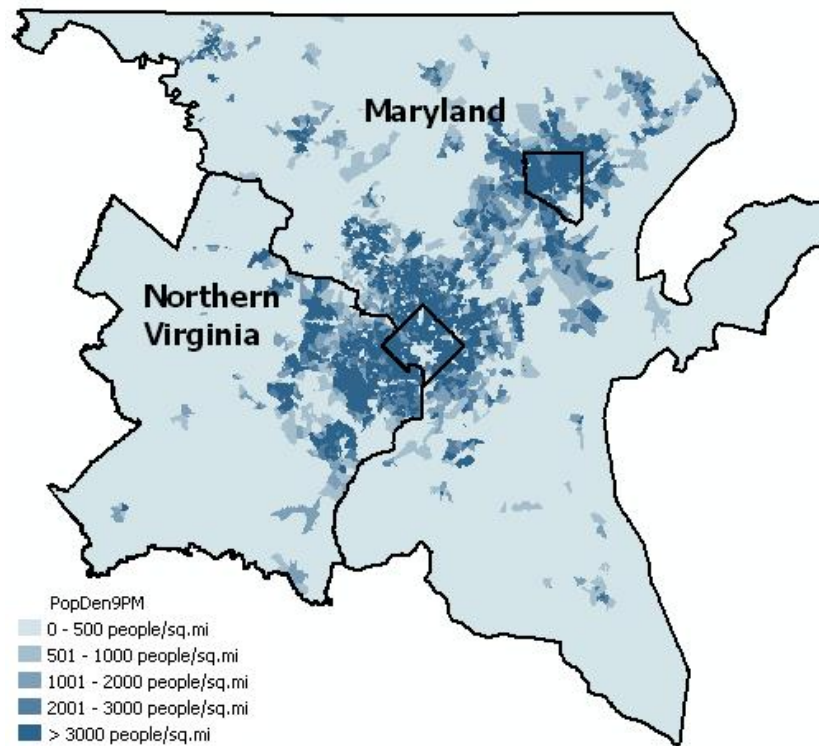 Maryland
Northern
Virginia
PopDen9PM
0 - 500 people/sq.mi
501 - 1000 people/sq.mi
1001 - 2000 people/sq.mi
2001 - 3000 people/sq.mi
> 3000 people/sq.mi